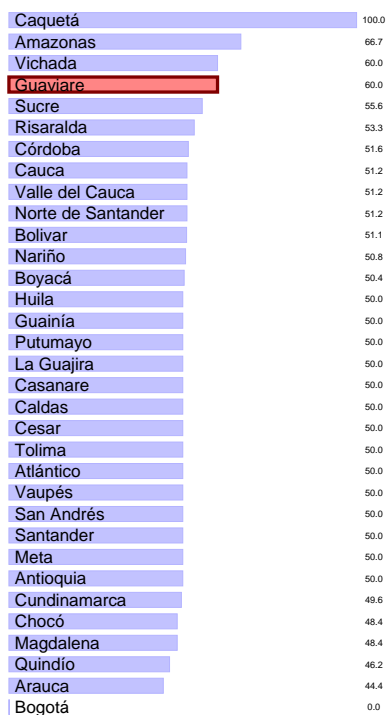 Caquetá 100.0
Amazonas 66.7
Vichada 60.0
Guaviare 60.0
Sucre 55.6
Risaralda 53.3
Córdoba 51.6
Cauca 51.2
Valle del Cauca 51.2
Norte de Santander 51.2
Bolivar 51.1
Nariño 50.8
Boyacá 50.4
Huila 50.0
Guainía 50.0
Putumayo 50.0
La Guajira 50.0
Casanare 50.0
Caldas 50.0
Cesar 50.0
Tolima 50.0
Atlántico 50.0
Vaupés 50.0
San Andrés 50.0
Santander 50.0
Meta 50.0
Antioquia 50.0
Cundinamarca 49.6
Chocó 48.4
Magdalena 48.4
Quindío 46.2
Arauca 44.4
Bogotá 0.0